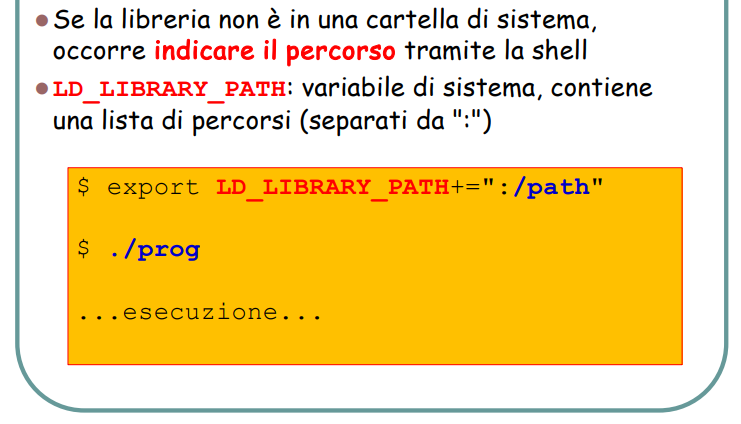 Se la libreria non è in una cartella di sistema,
occorre indicare il percorso tramite la shell
LD_LIBRARY_PATH: variabile di sistema, contiene
una lista di percorsi (separati da ":")
$ export LD_LIBRARY_PATH+=":/path"
$ ./prog
...esecuzione...